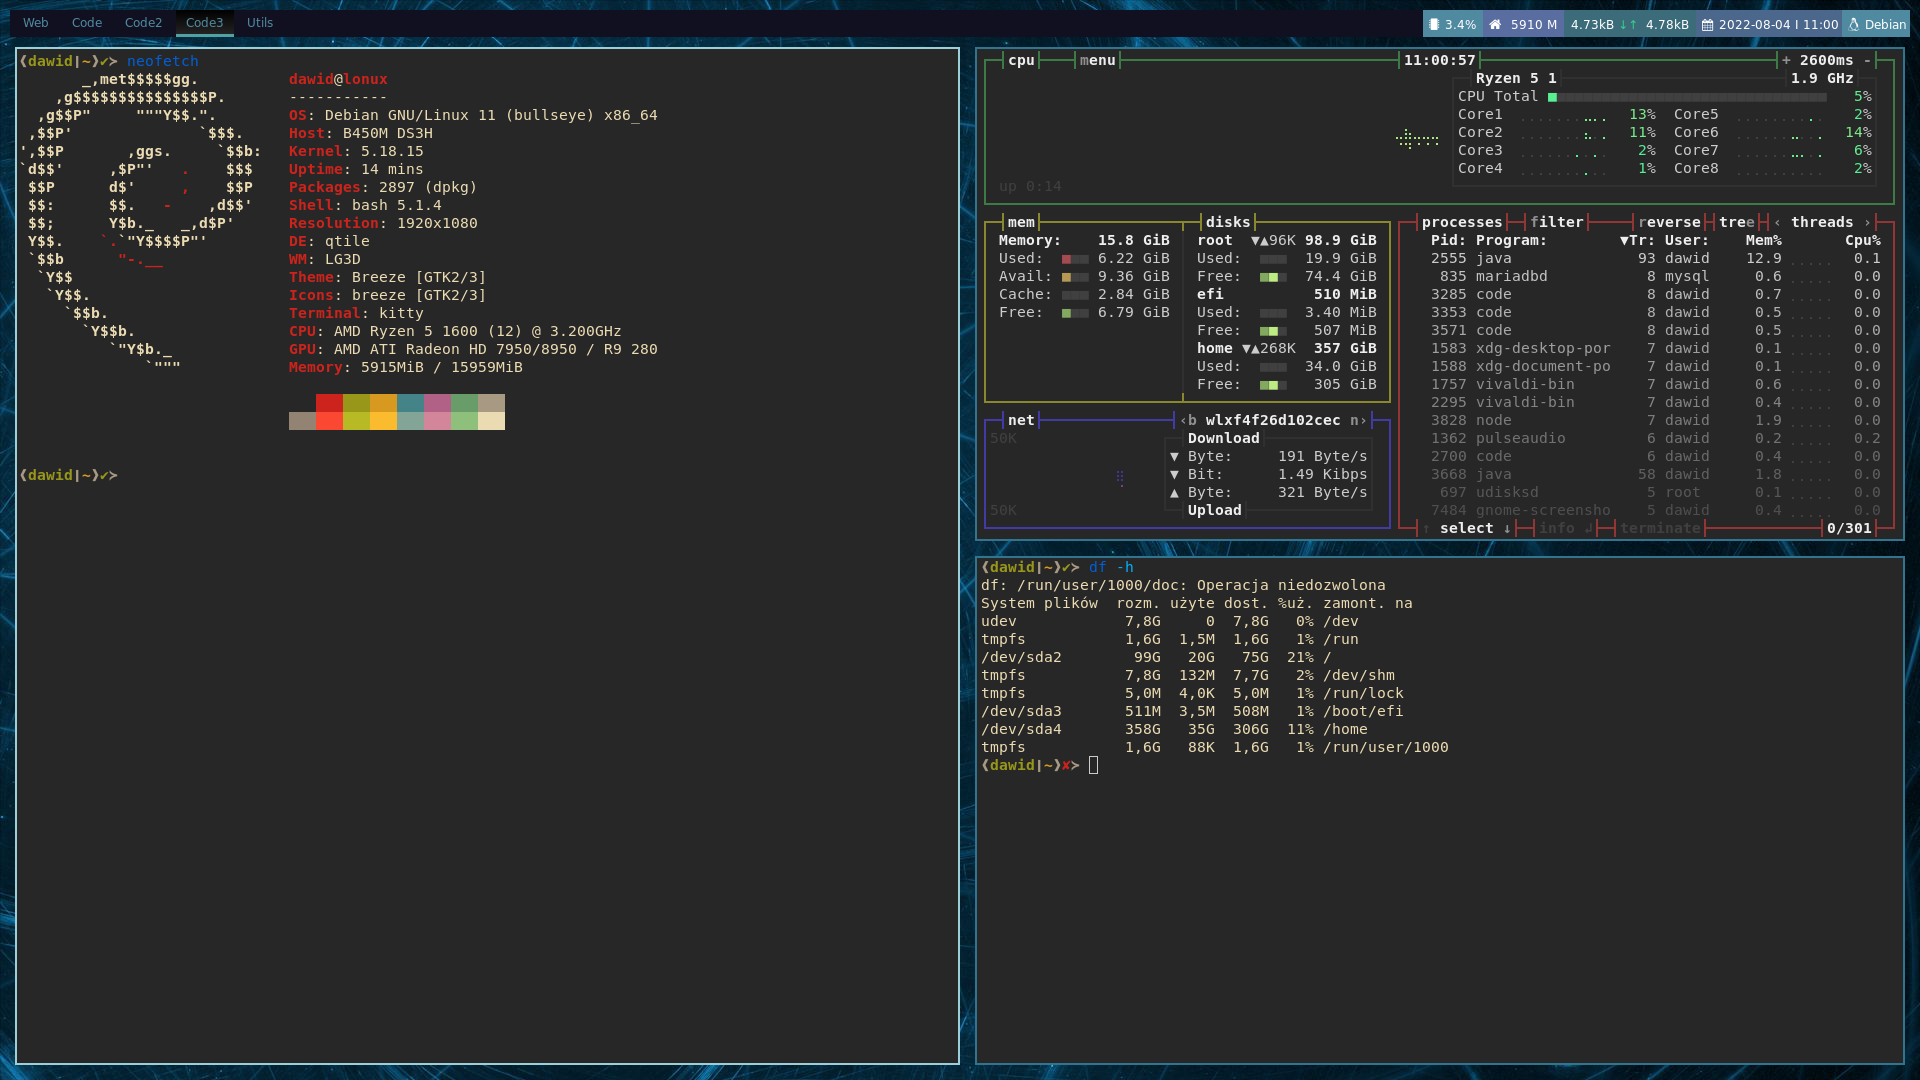 Web Code Code2 Code3 Utils 3.4% 5910 M 4.73kB ↓↑ 4.78kB 2022-08-04 I 11:00 Debian
❨dawid|~❩✔≻ neofetch
_,met$$$$$gg.
,g$$$$$$$$$$$$$$$P.
,g$$P"     """Y$$.".
,$$P'              `$$$.
',$$P       ,ggs.     `$$b:
`d$$'     ,$P"'   .    $$$
$$P      d$'     ,    $$P
$$:      $$.   -    ,d$$'
$$;      Y$b._   _,d$P'
Y$$.    `.`"Y$$$$P"'
`$$b      "-.__
`Y$$
`Y$$.
`$$b.
`Y$$b.
`"Y$b._
`"""
dawid@lonux
-----------
OS: Debian GNU/Linux 11 (bullseye) x86_64
Host: B450M DS3H
Kernel: 5.18.15
Uptime: 14 mins
Packages: 2897 (dpkg)
Shell: bash 5.1.4
Resolution: 1920x1080
DE: qtile
WM: LG3D
Theme: Breeze [GTK2/3]
Icons: breeze [GTK2/3]
Terminal: kitty
CPU: AMD Ryzen 5 1600 (12) @ 3.200GHz
GPU: AMD ATI Radeon HD 7950/8950 / R9 280
Memory: 5915MiB / 15959MiB
❨dawid|~❩✔≻
cpu menu 11:00:57 + 2600ms -
Ryzen 5 1 1.9 GHz
CPU Total 5%
Core1 13% Core5 2%
Core2 11% Core6 14%
Core3 2% Core7 6%
Core4 1% Core8 2%
up 0:14
mem
Memory: 15.8 GiB
Used: 6.22 GiB
Avail: 9.36 GiB
Cache: 2.84 GiB
Free: 6.79 GiB
disks
root ▼▲96K 98.9 GiB
Used: 19.9 GiB
Free: 74.4 GiB
efi 510 MiB
Used: 3.40 MiB
Free: 507 MiB
home ▼▲268K 357 GiB
Used: 34.0 GiB
Free: 305 GiB
net ‹b wlxf4f26d102cec n›
50K
Download
▼ Byte: 191 Byte/s
▼ Bit: 1.49 Kibps
▲ Byte: 321 Byte/s
Upload
50K
processes filter reverse tree ‹ threads ›
Pid: Program: ▼Tr: User: Mem% Cpu%
2555 java 93 dawid 12.9 0.1
835 mariadbd 8 mysql 0.6 0.0
3285 code 8 dawid 0.7 0.0
3353 code 8 dawid 0.5 0.0
3571 code 8 dawid 0.5 0.0
1583 xdg-desktop-por 7 dawid 0.1 0.0
1588 xdg-document-po 7 dawid 0.1 0.0
1757 vivaldi-bin 7 dawid 0.6 0.0
2295 vivaldi-bin 7 dawid 0.4 0.0
3828 node 7 dawid 1.9 0.0
1362 pulseaudio 6 dawid 0.2 0.2
2700 code 6 dawid 0.4 0.0
3668 java 58 dawid 1.8 0.0
697 udisksd 5 root 0.1 0.0
7484 gnome-screensho 5 dawid 0.4 0.0
↑ select ↓ info ↲ terminate 0/301
❨dawid|~❩✔≻ df -h
df: /run/user/1000/doc: Operacja niedozwolona
System plików  rozm. użyte dost. %uż. zamont. na
udev            7,8G     0  7,8G   0% /dev
tmpfs           1,6G  1,5M  1,6G   1% /run
/dev/sda2        99G   20G   75G  21% /
tmpfs           7,8G  132M  7,7G   2% /dev/shm
tmpfs           5,0M  4,0K  5,0M   1% /run/lock
/dev/sda3       511M  3,5M  508M   1% /boot/efi
/dev/sda4       358G   35G  306G  11% /home
tmpfs           1,6G   88K  1,6G   1% /run/user/1000
❨dawid|~❩✘≻